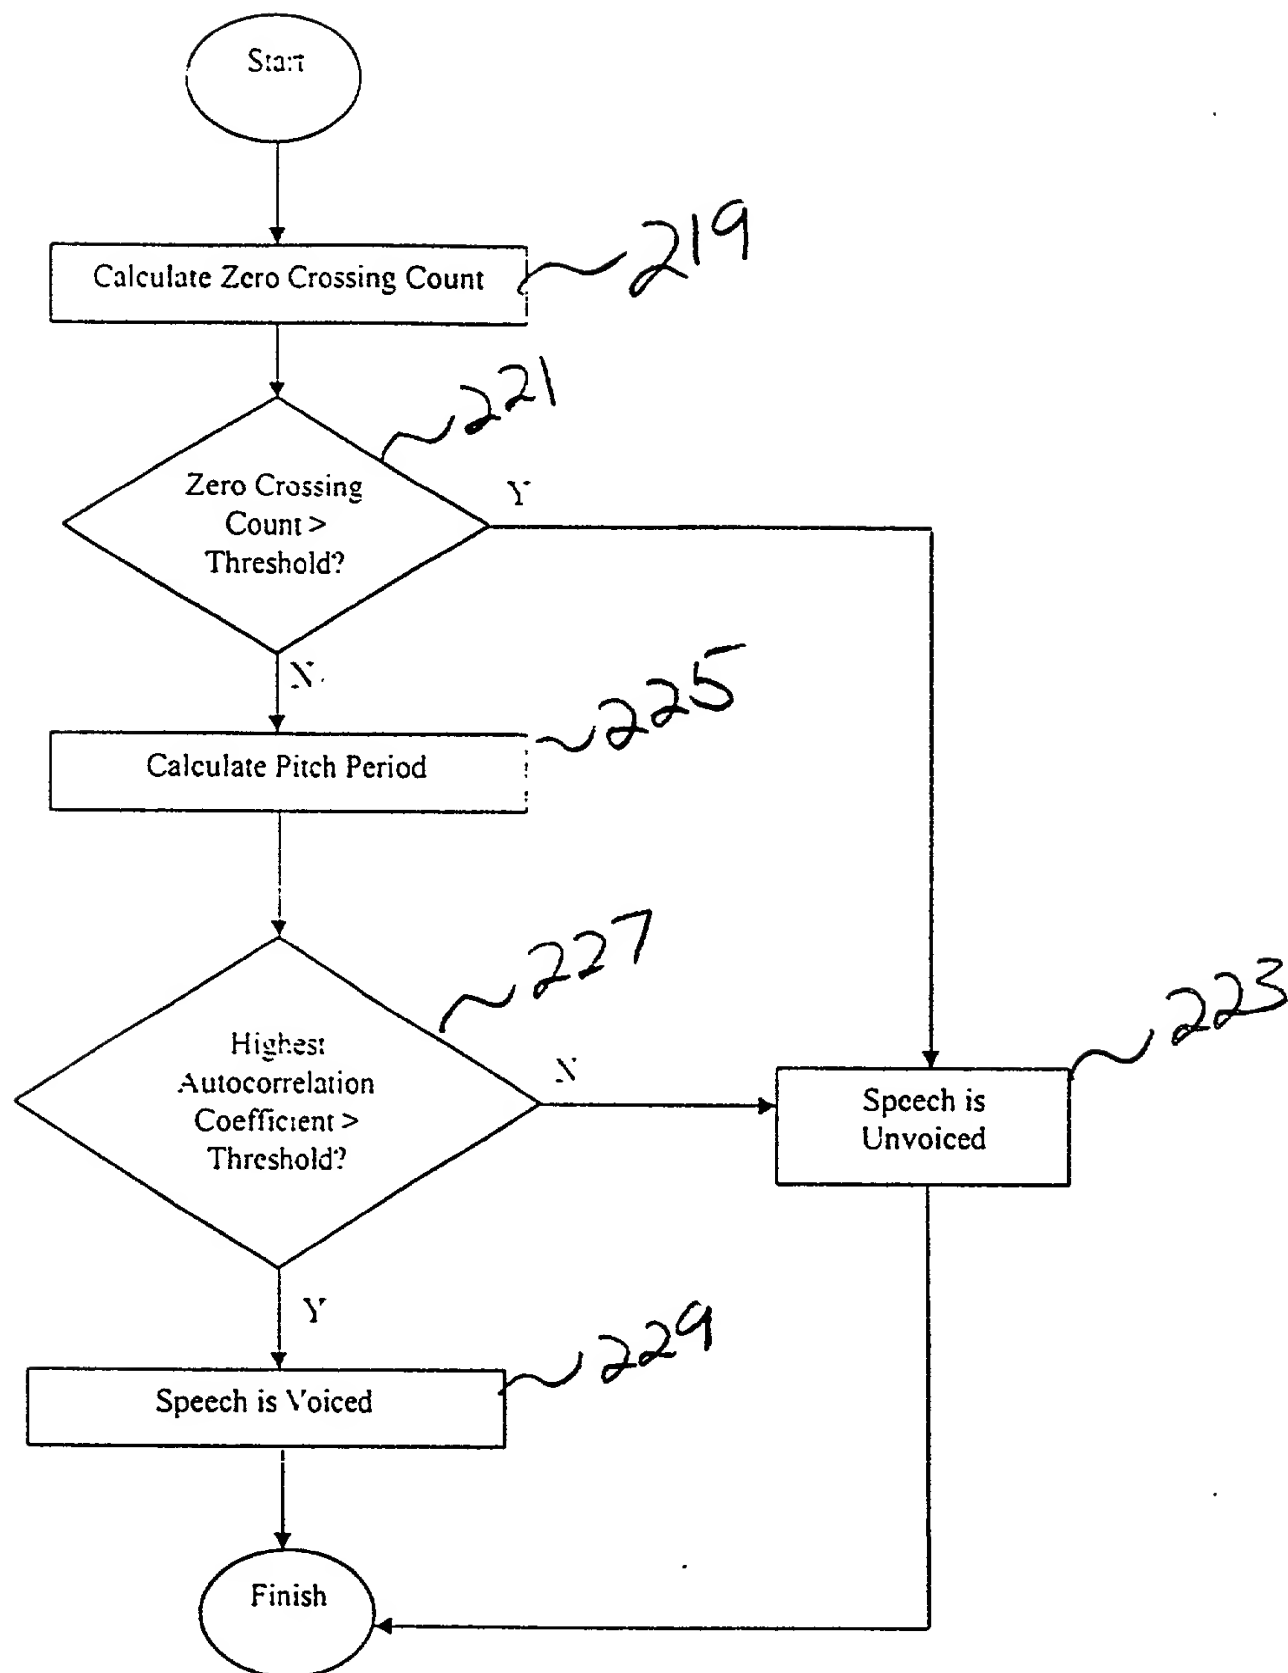 Start
Calculate Zero Crossing Count
219
221
Zero Crossing
Count >
Threshold?
Y
N
225
Calculate Pitch Period
227
Highest
Autocorrelation
Coefficient >
Threshold?
N
223
Speech is
Unvoiced
Y
229
Speech is Voiced
Finish